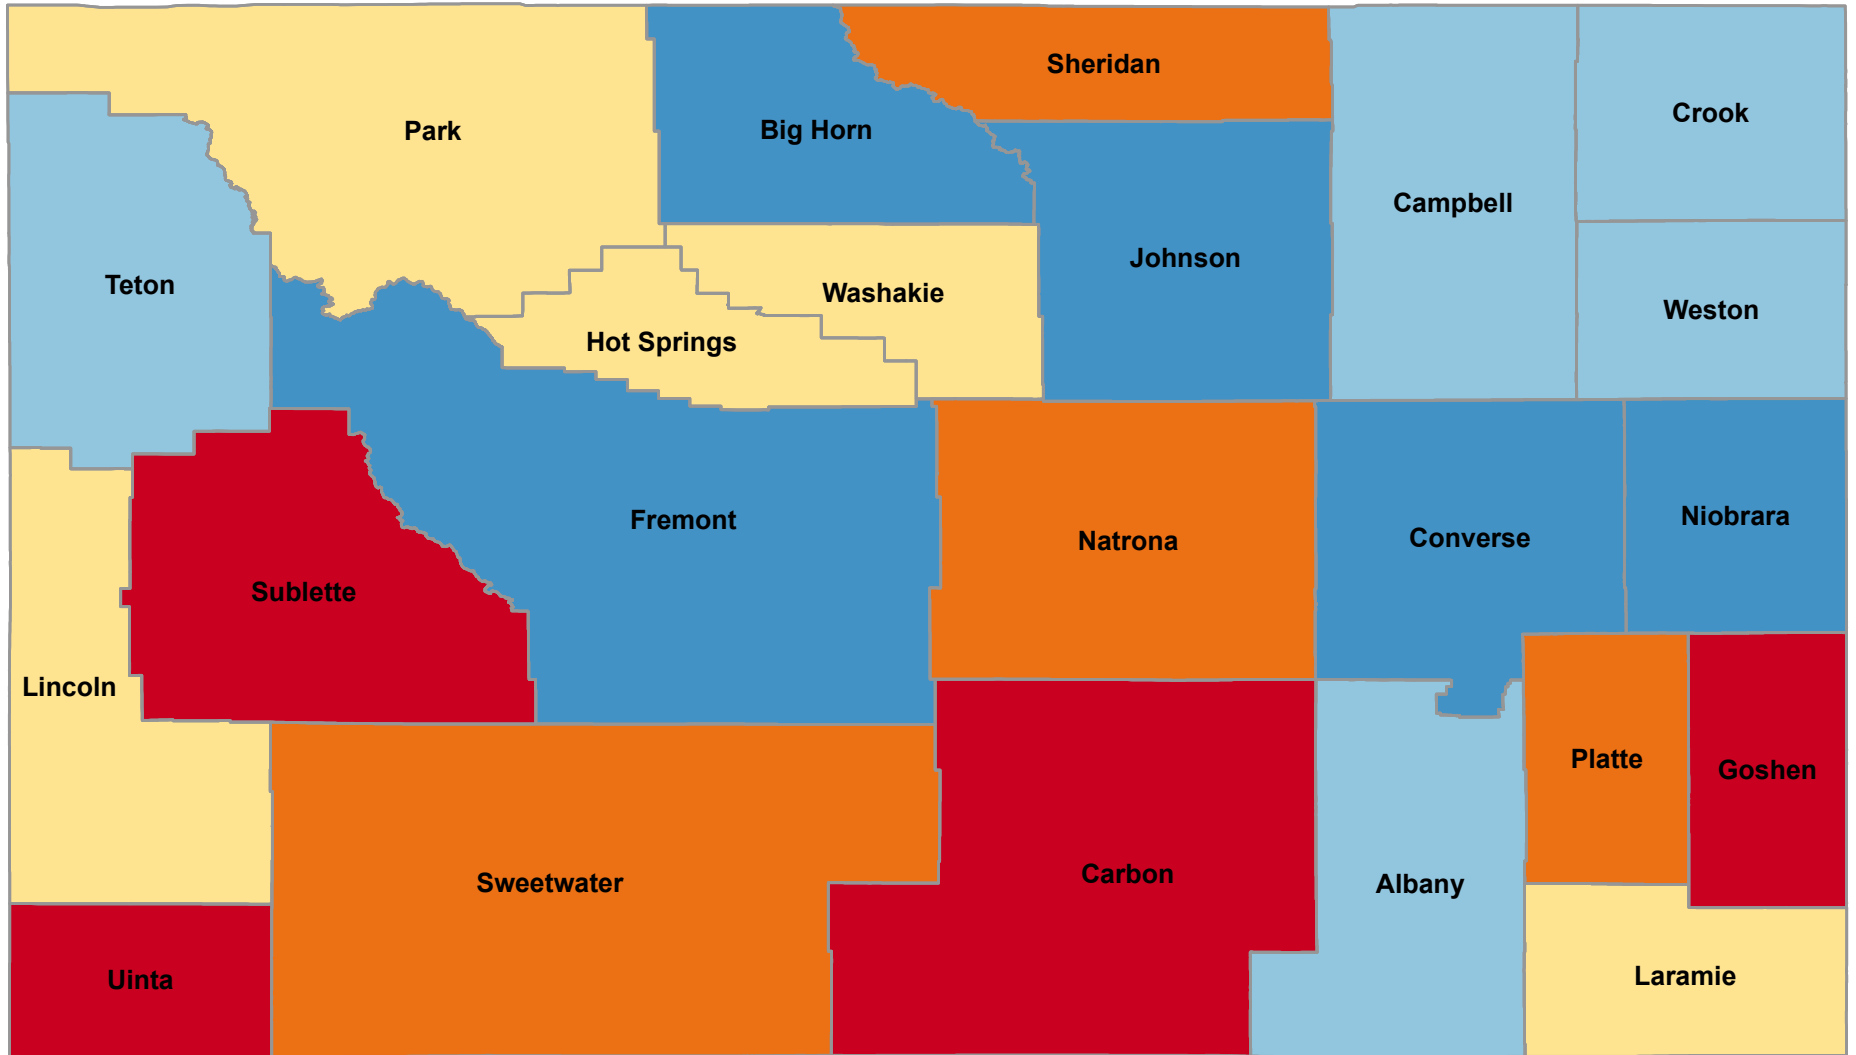 Sheridan
Crook
Park
Big Horn
Campbell
Johnson
Teton
Washakie
Weston
Hot Springs
Fremont
Natrona
Converse
Niobrara
Sublette
Lincoln
Platte
Goshen
Sweetwater
Carbon
Albany
Uinta
Laramie